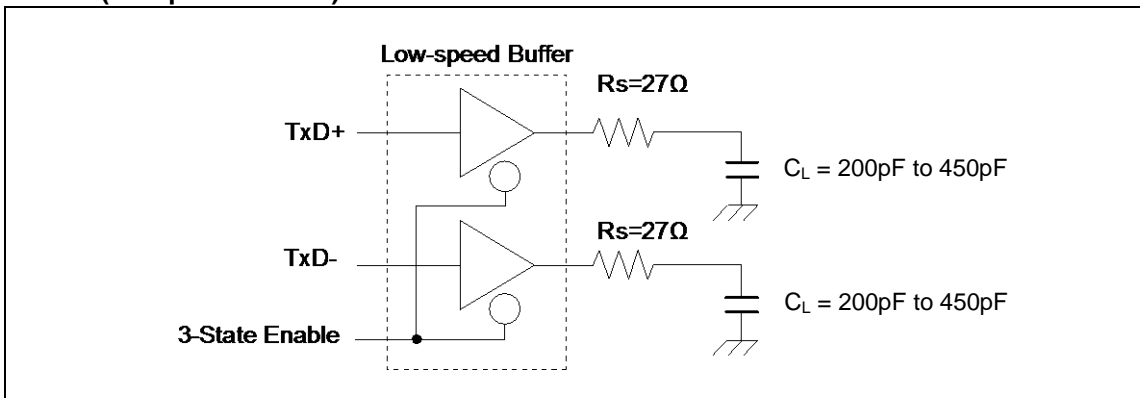 Low-speed Buffer
Rs=27Ω
TxD+
C_L = 200pF to 450pF
Rs=27Ω
TxD-
C_L = 200pF to 450pF
3-State Enable